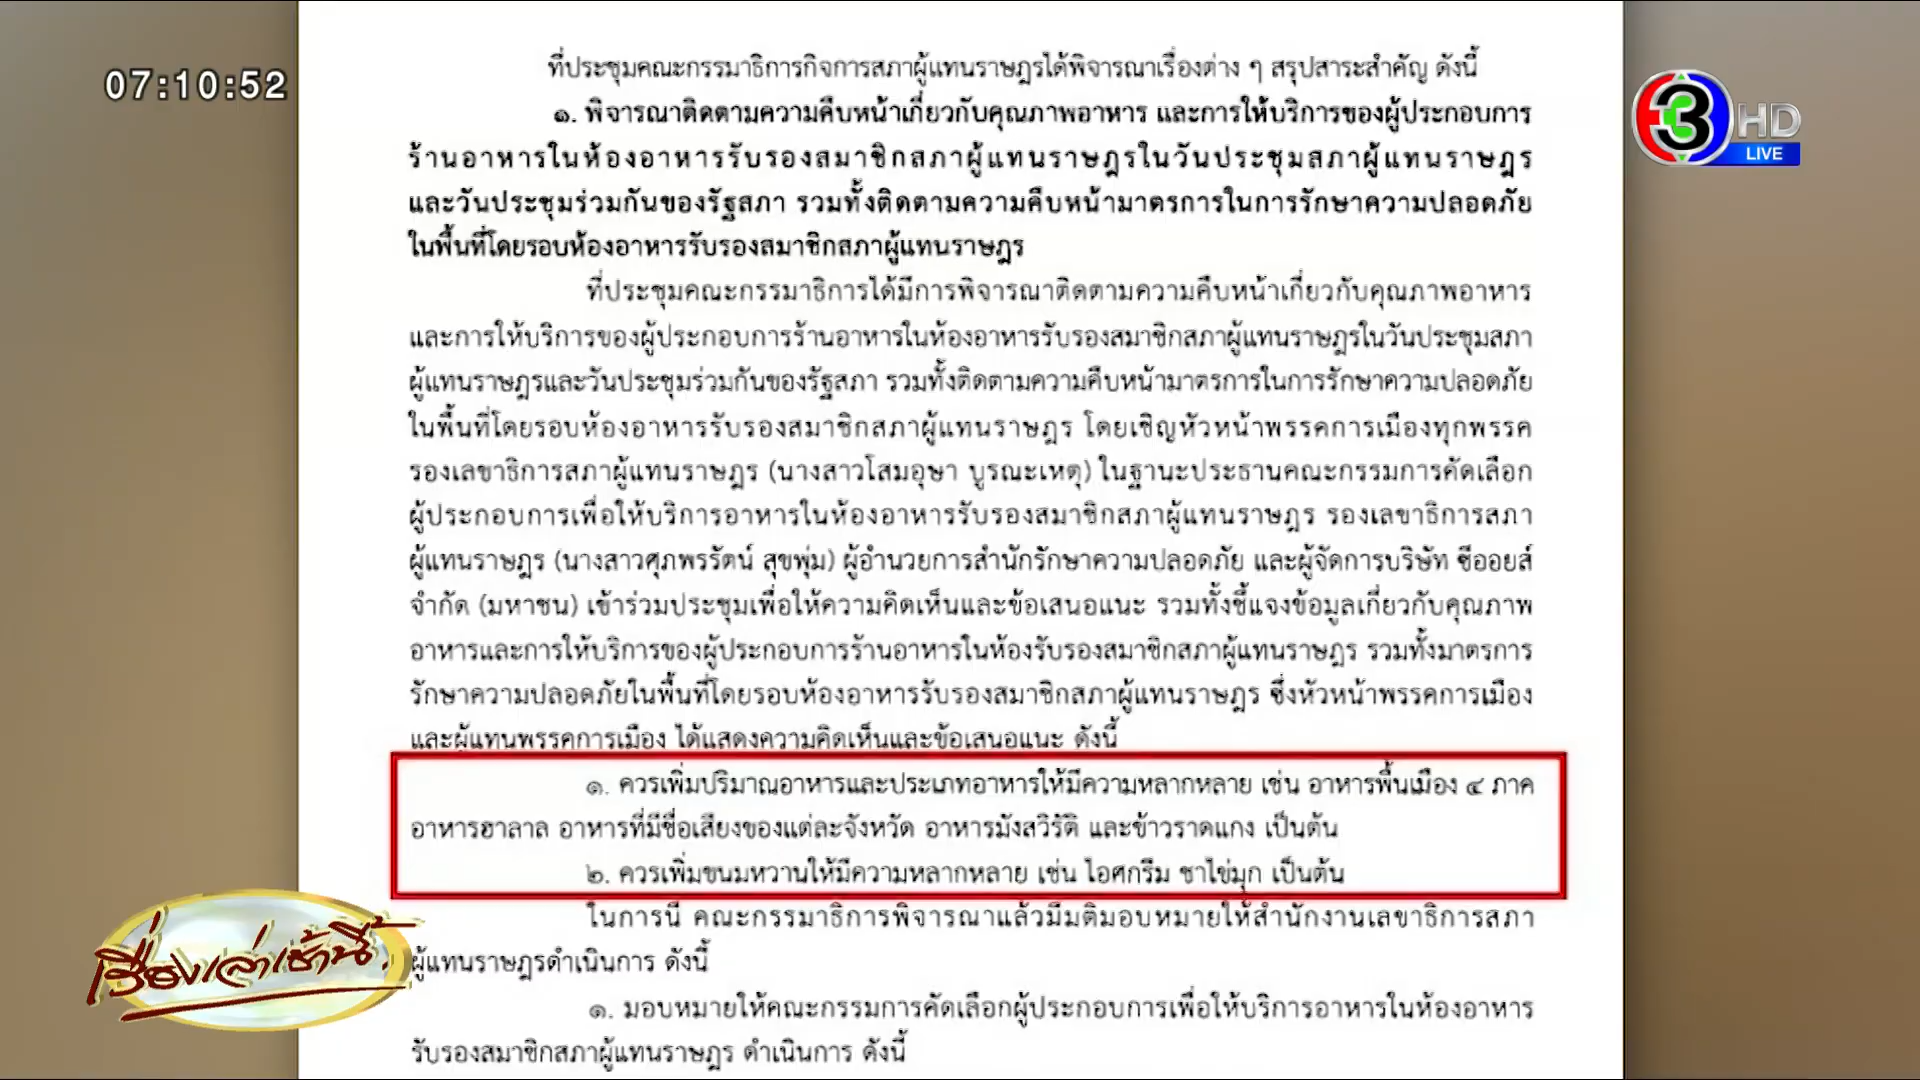 07:10:52
3 HD
LIVE
ที่ประชุมคณะกรรมาธิการกิจการสภาผู้แทนราษฎรได้พิจารณาเรื่องต่าง ๆ สรุปสาระสำคัญ ดังนี้
๑. พิจารณาติดตามความคืบหน้าเกี่ยวกับคุณภาพอาหาร และการให้บริการของผู้ประกอบการ
ร้านอาหารในห้องอาหารรับรองสมาชิกสภาผู้แทนราษฎรในวันประชุมสภาผู้แทนราษฎร
และวันประชุมร่วมกันของรัฐสภา รวมทั้งติดตามความคืบหน้ามาตรการในการรักษาความปลอดภัย
ในพื้นที่โดยรอบห้องอาหารรับรองสมาชิกสภาผู้แทนราษฎร
ที่ประชุมคณะกรรมาธิการได้มีการพิจารณาติดตามความคืบหน้าเกี่ยวกับคุณภาพอาหาร
และการให้บริการของผู้ประกอบการร้านอาหารในห้องอาหารรับรองสมาชิกสภาผู้แทนราษฎรในวันประชุมสภา
ผู้แทนราษฎรและวันประชุมร่วมกันของรัฐสภา รวมทั้งติดตามความคืบหน้ามาตรการในการรักษาความปลอดภัย
ในพื้นที่โดยรอบห้องอาหารรับรองสมาชิกสภาผู้แทนราษฎร โดยเชิญหัวหน้าพรรคการเมืองทุกพรรค
รองเลขาธิการสภาผู้แทนราษฎร (นางสาวโสมอุษา บูรณะเหตุ) ในฐานะประธานคณะกรรมการคัดเลือก
ผู้ประกอบการเพื่อให้บริการอาหารในห้องอาหารรับรองสมาชิกสภาผู้แทนราษฎร รองเลขาธิการสภา
ผู้แทนราษฎร (นางสาวศุภพรรัตน์ สุขพุ่ม) ผู้อำนวยการสำนักรักษาความปลอดภัย และผู้จัดการบริษัท ซีออยส์
จำกัด (มหาชน) เข้าร่วมประชุมเพื่อให้ความคิดเห็นและข้อเสนอแนะ รวมทั้งชี้แจงข้อมูลเกี่ยวกับคุณภาพ
อาหารและการให้บริการของผู้ประกอบการร้านอาหารในห้องรับรองสมาชิกสภาผู้แทนราษฎร รวมทั้งมาตรการ
รักษาความปลอดภัยในพื้นที่โดยรอบห้องอาหารรับรองสมาชิกสภาผู้แทนราษฎร ซึ่งหัวหน้าพรรคการเมือง
และผู้แทนพรรคการเมือง ได้แสดงความคิดเห็นและข้อเสนอแนะ ดังนี้
๑. ควรเพิ่มปริมาณอาหารและประเภทอาหารให้มีความหลากหลาย เช่น อาหารพื้นเมือง ๔ ภาค
อาหารฮาลาล อาหารที่มีชื่อเสียงของแต่ละจังหวัด อาหารมังสวิรัติ และข้าวราดแกง เป็นต้น
๒. ควรเพิ่มขนมหวานให้มีความหลากหลาย เช่น ไอศกรีม ชาไข่มุก เป็นต้น
ในการนี้ คณะกรรมาธิการพิจารณาแล้วมีมติมอบหมายให้สำนักงานเลขาธิการสภา
ผู้แทนราษฎรดำเนินการ ดังนี้
๑. มอบหมายให้คณะกรรมการคัดเลือกผู้ประกอบการเพื่อให้บริการอาหารในห้องอาหาร
รับรองสมาชิกสภาผู้แทนราษฎร ดำเนินการ ดังนี้
เรื่องเล่าเช้านี้